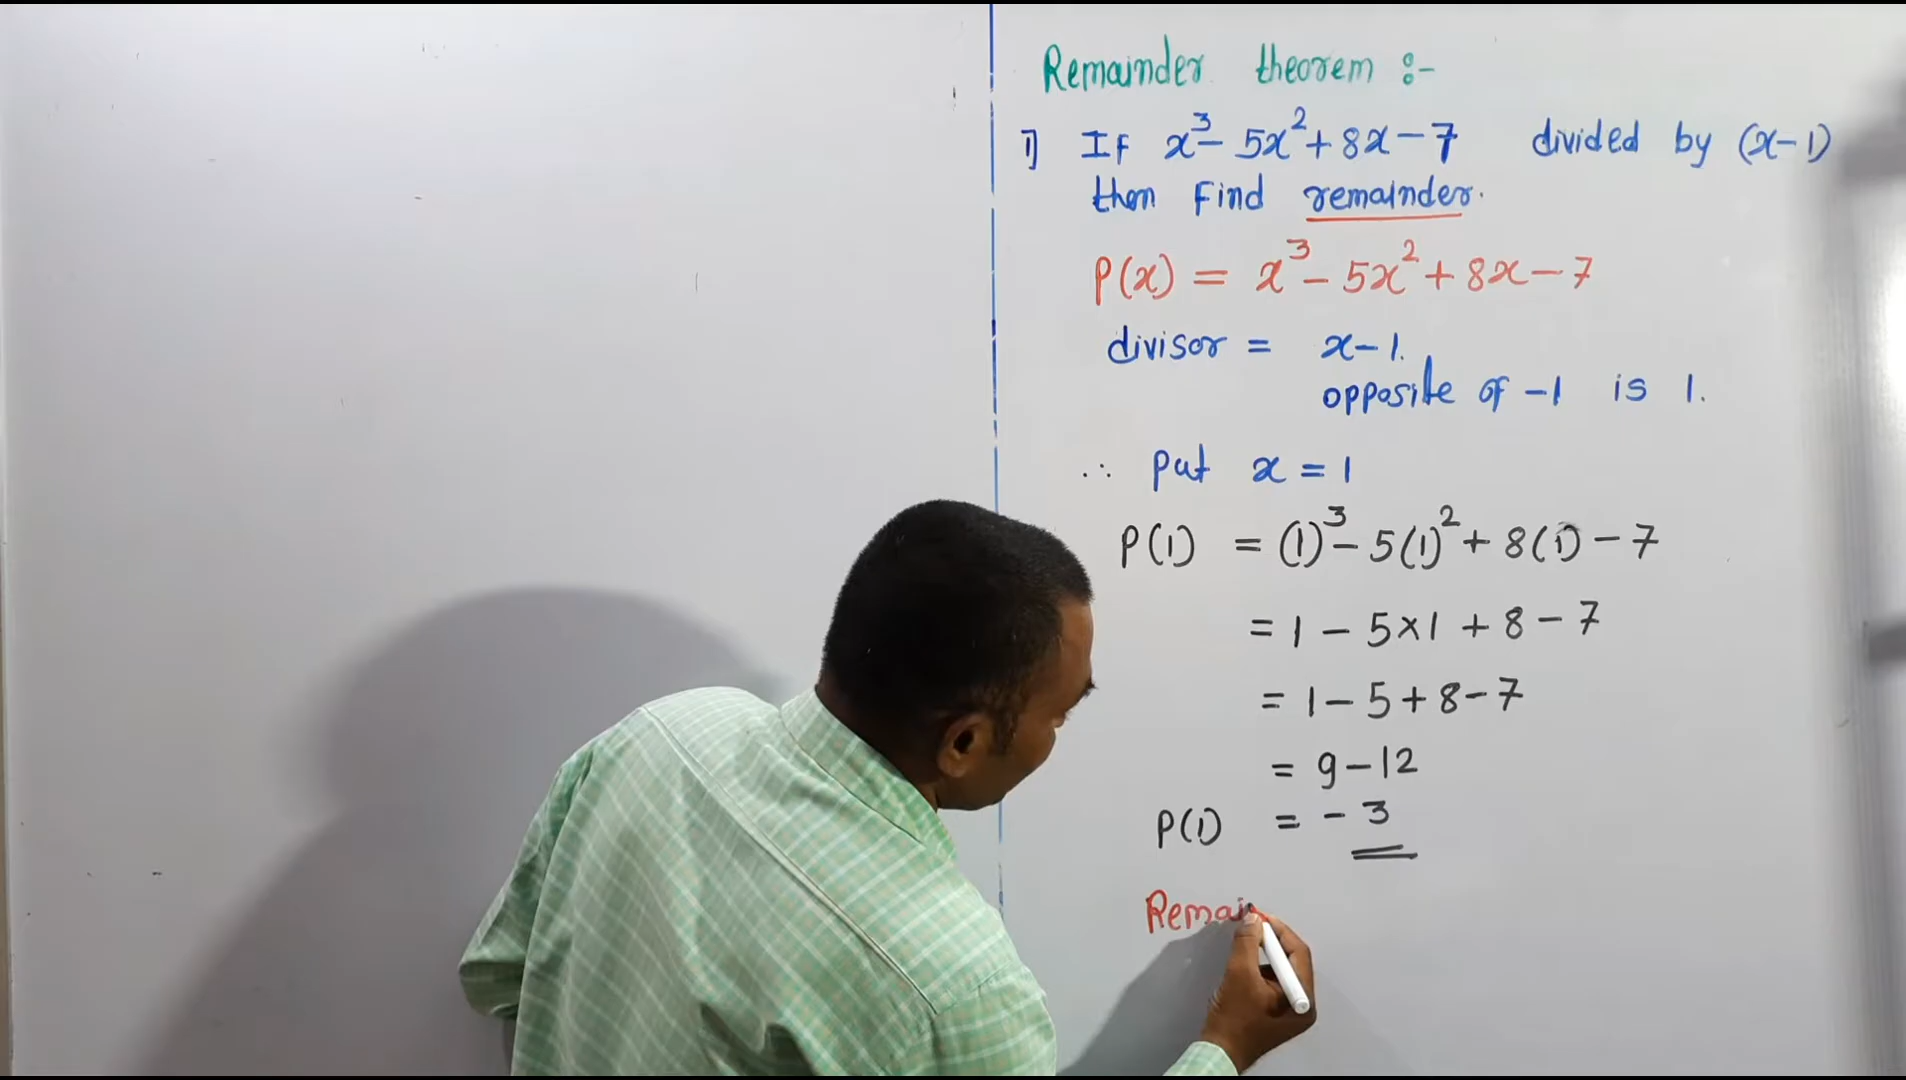 Remainder theorem :-
1] If x³ - 5x² + 8x - 7 divided by (x-1)
then Find remainder.
P(x) = x³ - 5x² + 8x - 7
divisor = x - 1.
opposite of -1 is 1.
∴ put x = 1
P(1) = (1)³ - 5(1)² + 8(1) - 7
= 1 - 5×1 + 8 - 7
= 1 - 5 + 8 - 7
= 9 - 12
P(1) = - 3
Remai